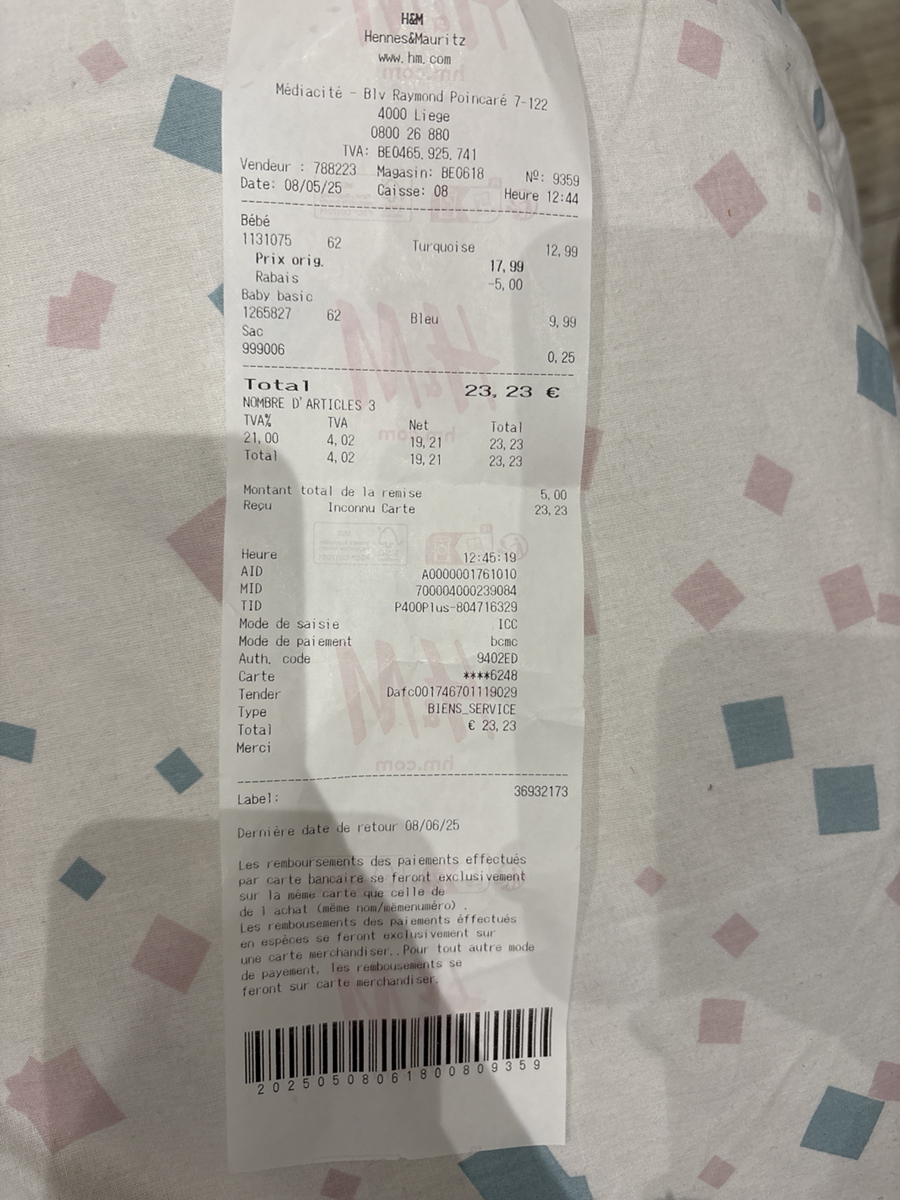 H&M
Hennes&Mauritz
www.hm.com
Médiacité - Blv Raymond Poincaré 7-122
4000 Liege
0800 26 880
TVA: BE0465.925.741
Vendeur : 788223 Magasin: BE0618 Nº: 9359
Date: 08/05/25 Caisse: 08 Heure 12:44
Bébé
1131075 62 Turquoise 12,99
Prix orig. 17,99
Rabais -5,00
Baby basic
1265827 62 Bleu 9,99
Sac
999006 0,25
Total 23,23 €
NOMBRE D'ARTICLES 3
TVA% TVA Net Total
21,00 4,02 19,21 23,23
Total 4,02 19,21 23,23
Montant total de la remise 5,00
Reçu Inconnu Carte 23,23
Heure 12:45:19
AID A0000001761010
MID 700004000239084
TID P400Plus-804716329
Mode de saisie ICC
Mode de paiement bcmc
Auth. code 9402ED
Carte ****6248
Tender Dafc001746701119029
Type BIENS_SERVICE
Total € 23,23
Merci
Label: 36932173
Dernière date de retour 08/06/25
Les remboursements des paiements effectués
par carte bancaire se feront exclusivement
sur la même carte que celle de
de l achat (même nom/mêmenuméro) .
Les rembousements des paiements éffectués
en espèces se feront exclusivement sur
une carte merchandiser..Pour tout autre mode
de payement, les rembousements se
feront sur carte merchandiser.
20250508061800809359